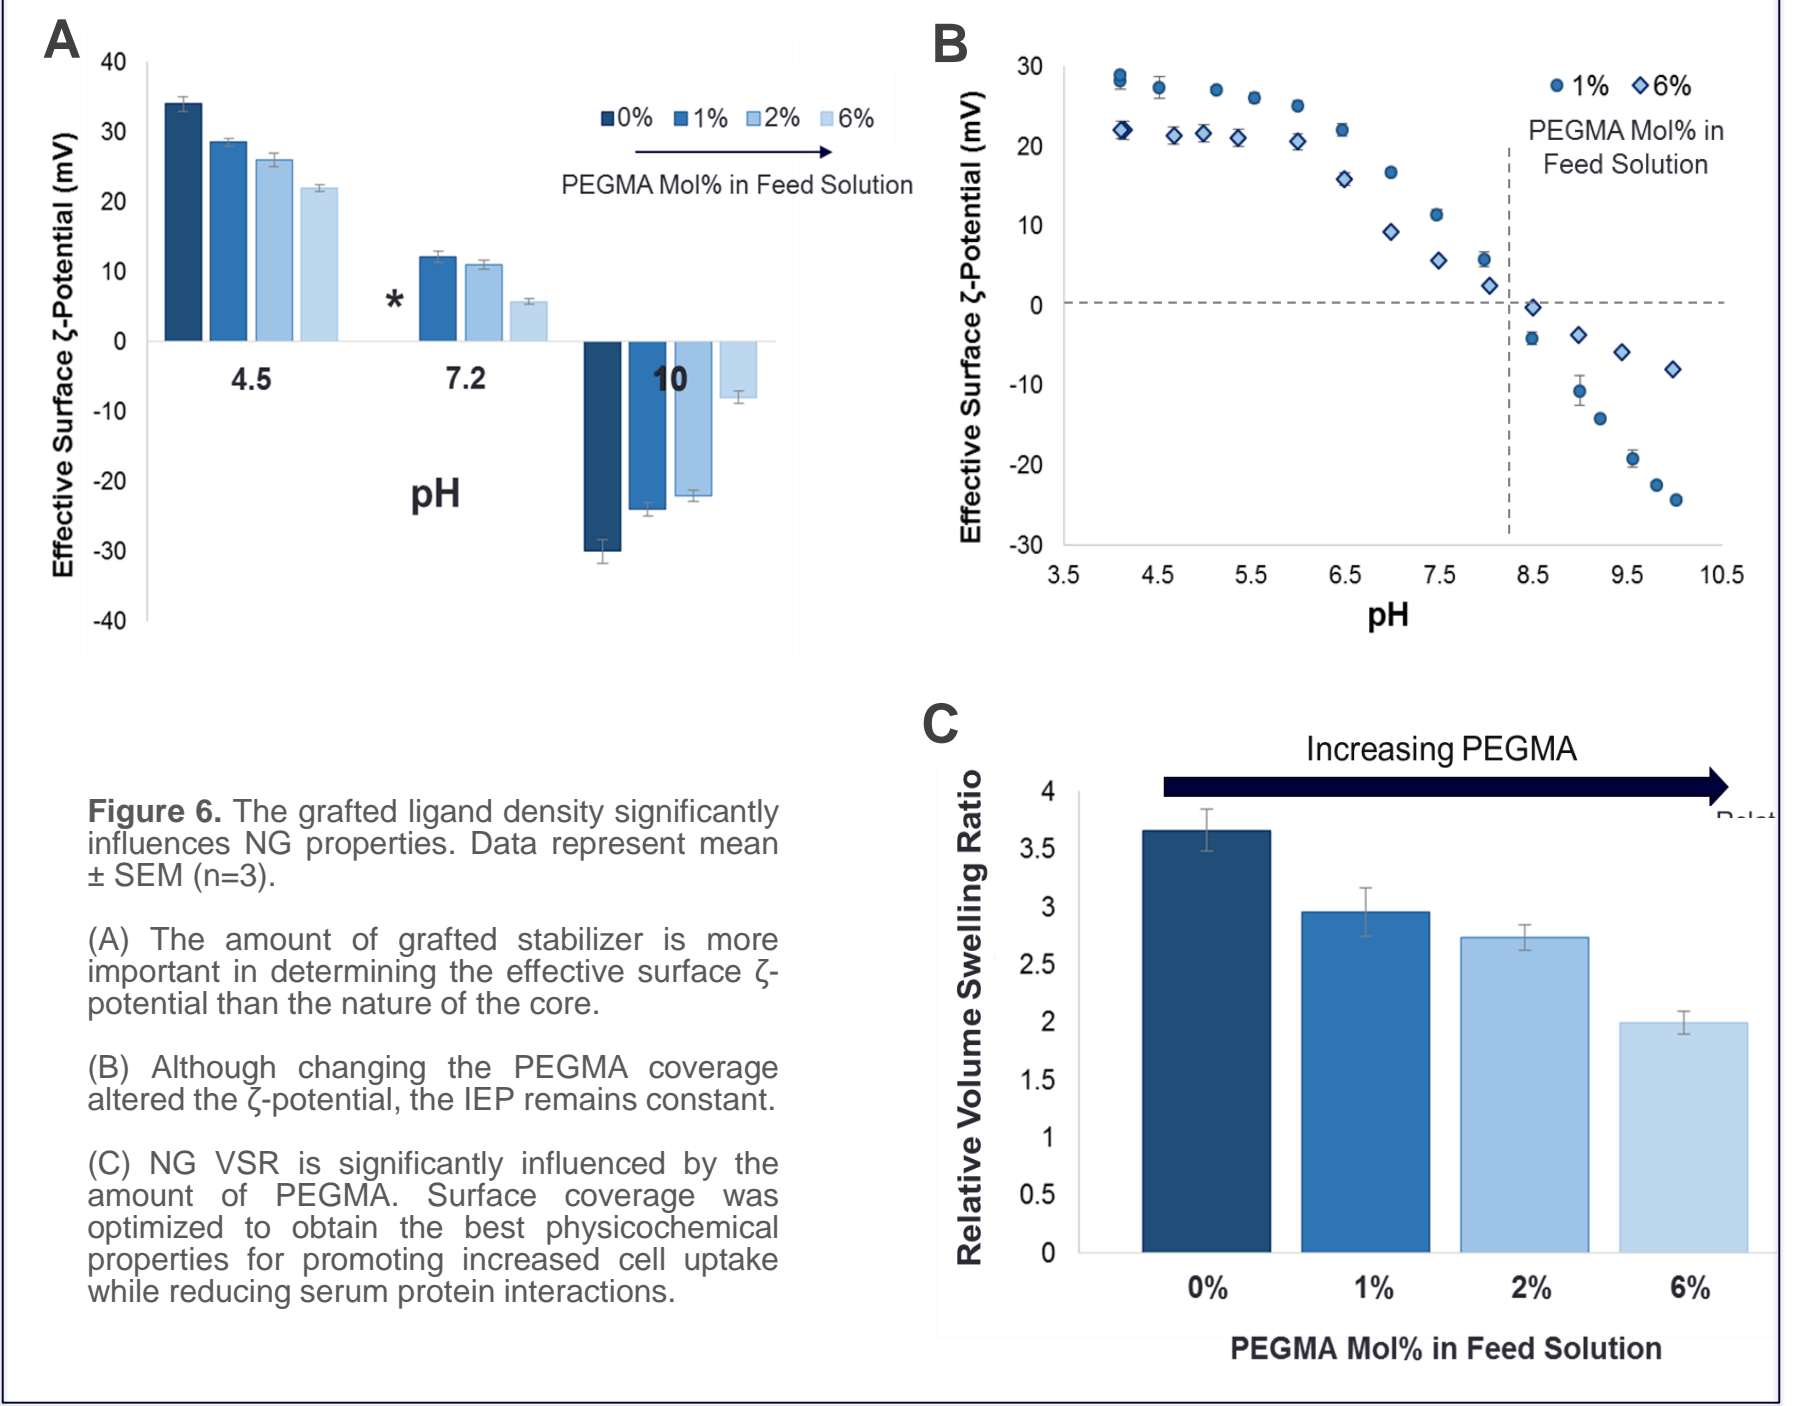 A
40
30
20
10
0
-10
-20
-30
-40
Effective Surface ζ-Potential (mV)
0% 1% 2% 6%
PEGMA Mol% in Feed Solution
*
4.5 7.2 10
pH
B
30
20
10
0
-10
-20
-30
Effective Surface ζ-Potential (mV)
1% 6%
PEGMA Mol% in
Feed Solution
3.5 4.5 5.5 6.5 7.5 8.5 9.5 10.5
pH
Figure 6. The grafted ligand density significantly
influences NG properties. Data represent mean
± SEM (n=3).
(A) The amount of grafted stabilizer is more
important in determining the effective surface ζ-
potential than the nature of the core.
(B) Although changing the PEGMA coverage
altered the ζ-potential, the IEP remains constant.
(C) NG VSR is significantly influenced by the
amount of PEGMA. Surface coverage was
optimized to obtain the best physicochemical
properties for promoting increased cell uptake
while reducing serum protein interactions.
C
Increasing PEGMA
4
3.5
3
2.5
2
1.5
1
0.5
0
Relative Volume Swelling Ratio
0% 1% 2% 6%
PEGMA Mol% in Feed Solution